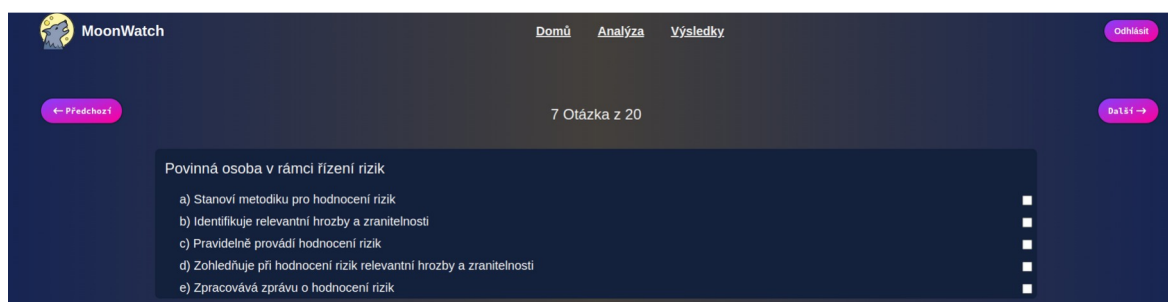 MoonWatch
Domů Analýza Výsledky
Odhlásit
← Předchozí
7 Otázka z 20
Další →
Povinná osoba v rámci řízení rizik
a) Stanoví metodiku pro hodnocení rizik
b) Identifikuje relevantní hrozby a zranitelnosti
c) Pravidelně provádí hodnocení rizik
d) Zohledňuje při hodnocení rizik relevantní hrozby a zranitelnosti
e) Zpracovává zprávu o hodnocení rizik